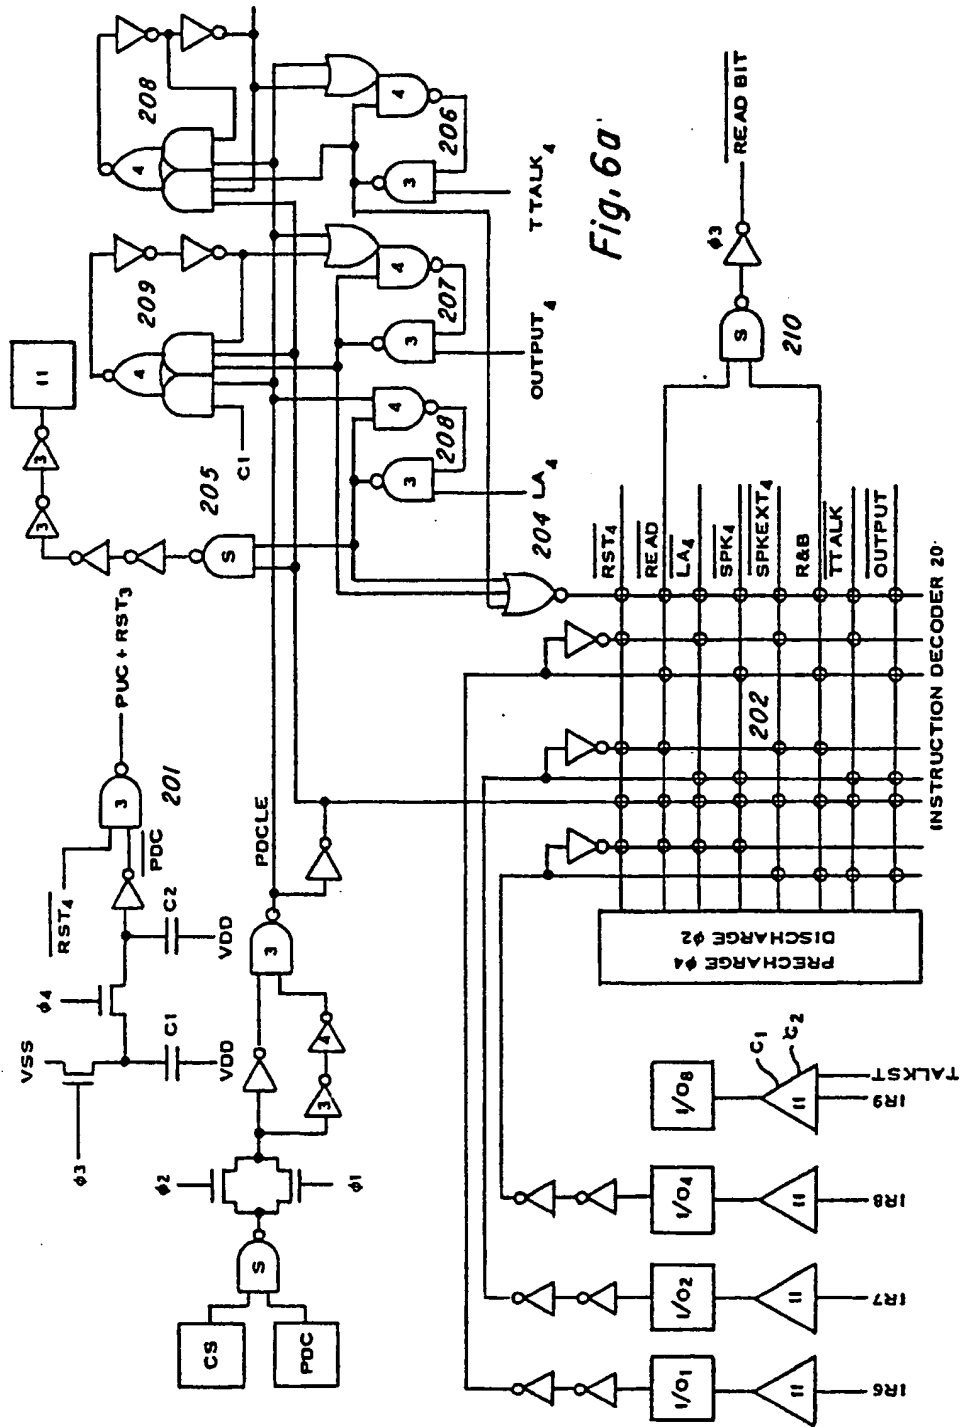 Fig. 6a
208
4
4
206
3
TTALK4
209
4
4
207
3
OUTPUT4
C1
4
208
3
LA4
11
3
3
205
S
204
PUC + RST3
3
201
RST4
PDC
φ4
C2
VDD
VSS
C1
VDD
φ3
PDCLE
3
4
3
φ2
φ1
S
CS
PDC
RST4
READ
LA4
SPK4
SPKEXT4
R&B
TTALK
OUTPUT
202
INSTRUCTION DECODER 20
PRECHARGE φ4
DISCHARGE φ2
S
210
φ3
READ BIT
I/O8
C1
C2
11
IR9
TALKST
I/O4
11
IR8
I/O2
11
IR7
I/O1
11
IR6